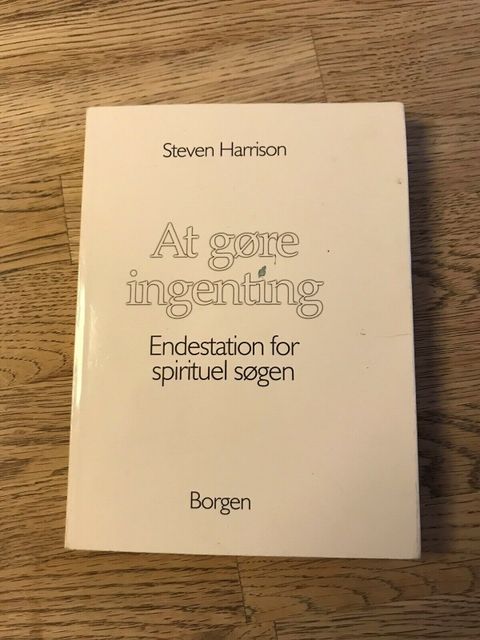 Steven Harrison
At gøre
ingenting
Endestation for
spirituel søgen
Borgen